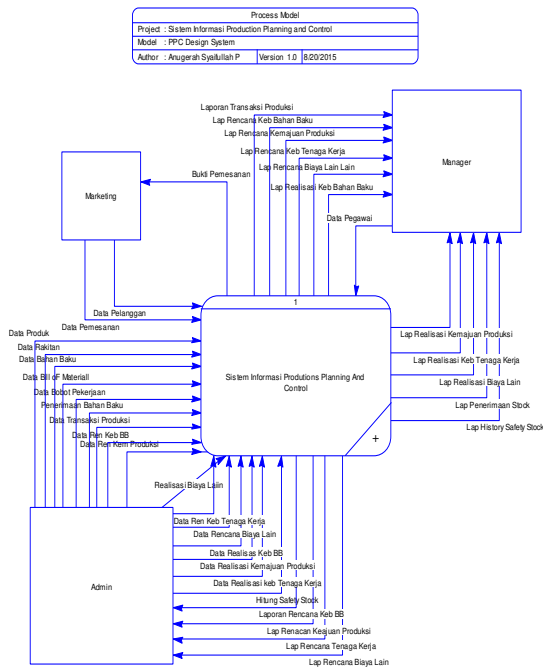 Process Model
Project : Sistem Informasi Production Planning and Control
Model : PPC Design System
Author : Anugerah Syaifullah P Version 1.0 8/20/2015
Laporan Transaksi Produksi
Lap Rencana Keb Bahan Baku
Lap Rencana Kemajuan Produksi
Lap Rencana Keb Tenaga Kerja
Lap Rencana Biaya Lain Lain
Lap Realisasi Keb Bahan Baku
Manager
Bukti Pemesanan
Marketing
Data Pegawai
Data Pelanggan
Data Pemesanan
1
Sistem Informasi Produtions Planning And
Control
+
Data Produk
Data Rakitan
Data Bahan Baku
Data Bill oF Materiall
Data Bobot Pekerjaan
Penerimaan Bahan Baku
Data Transaksi Produksi
Data Ren Keb BB
Data Ren Kem Produksi
Lap Realisasi Kemajuan Produksi
Lap Realisasi Keb Tenaga Kerja
Lap Realisasi Biaya Lain
Lap Penerimaan Stock
Lap History Safety Stock
Realisasi Biaya Laiin
Data Ren Keb Tenaga Kerja
Data Rencana Biaya Lain
Data Realisas Keb BB
Data Realisasi Kemajuan Produksi
Data Realisasi keb Tenaga Kerja
Admin
Hitung Safety Stock
Laporan Rencana Keb BB
Lap Renacan Keajuan Produksi
Lap Rencana Tenaga Kerja
Lap Rencana Biaya Lain